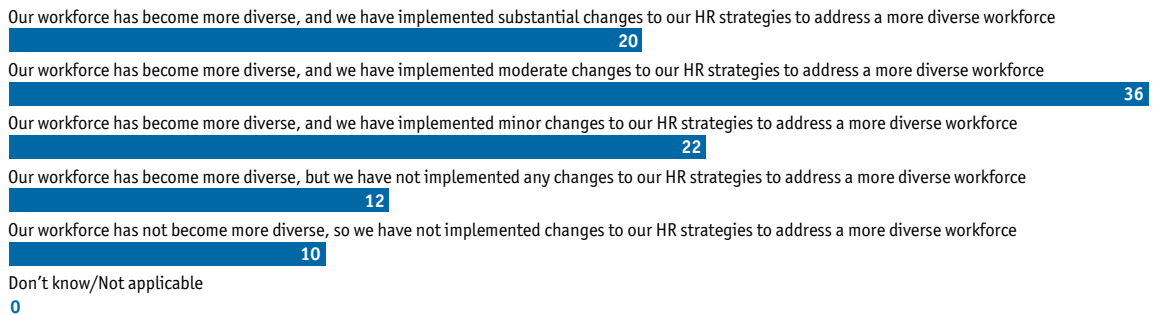 Our workforce has become more diverse, and we have implemented substantial changes to our HR strategies to address a more diverse workforce
20
Our workforce has become more diverse, and we have implemented moderate changes to our HR strategies to address a more diverse workforce
36
Our workforce has become more diverse, and we have implemented minor changes to our HR strategies to address a more diverse workforce
22
Our workforce has become more diverse, but we have not implemented any changes to our HR strategies to address a more diverse workforce
12
Our workforce has not become more diverse, so we have not implemented changes to our HR strategies to address a more diverse workforce
10
Don’t know/Not applicable
0